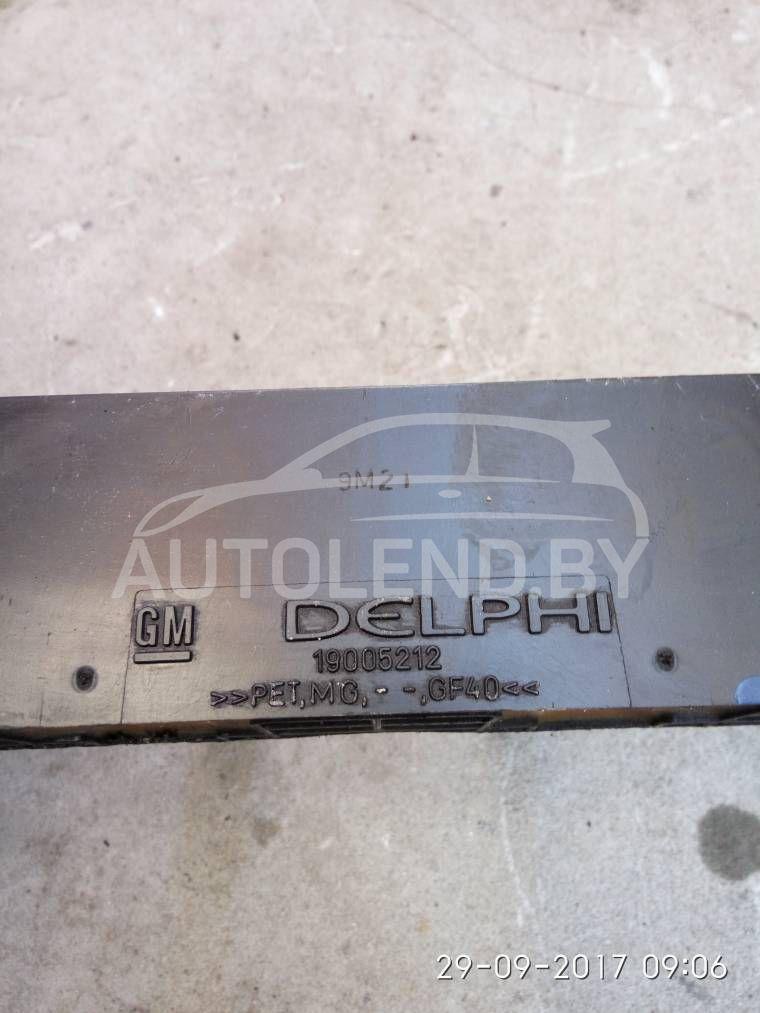 9M21
AUTOLEND.BY
GM DELPHI
19005212
>>PET,MG,- -,GF40<<
29-09-2017 09:06